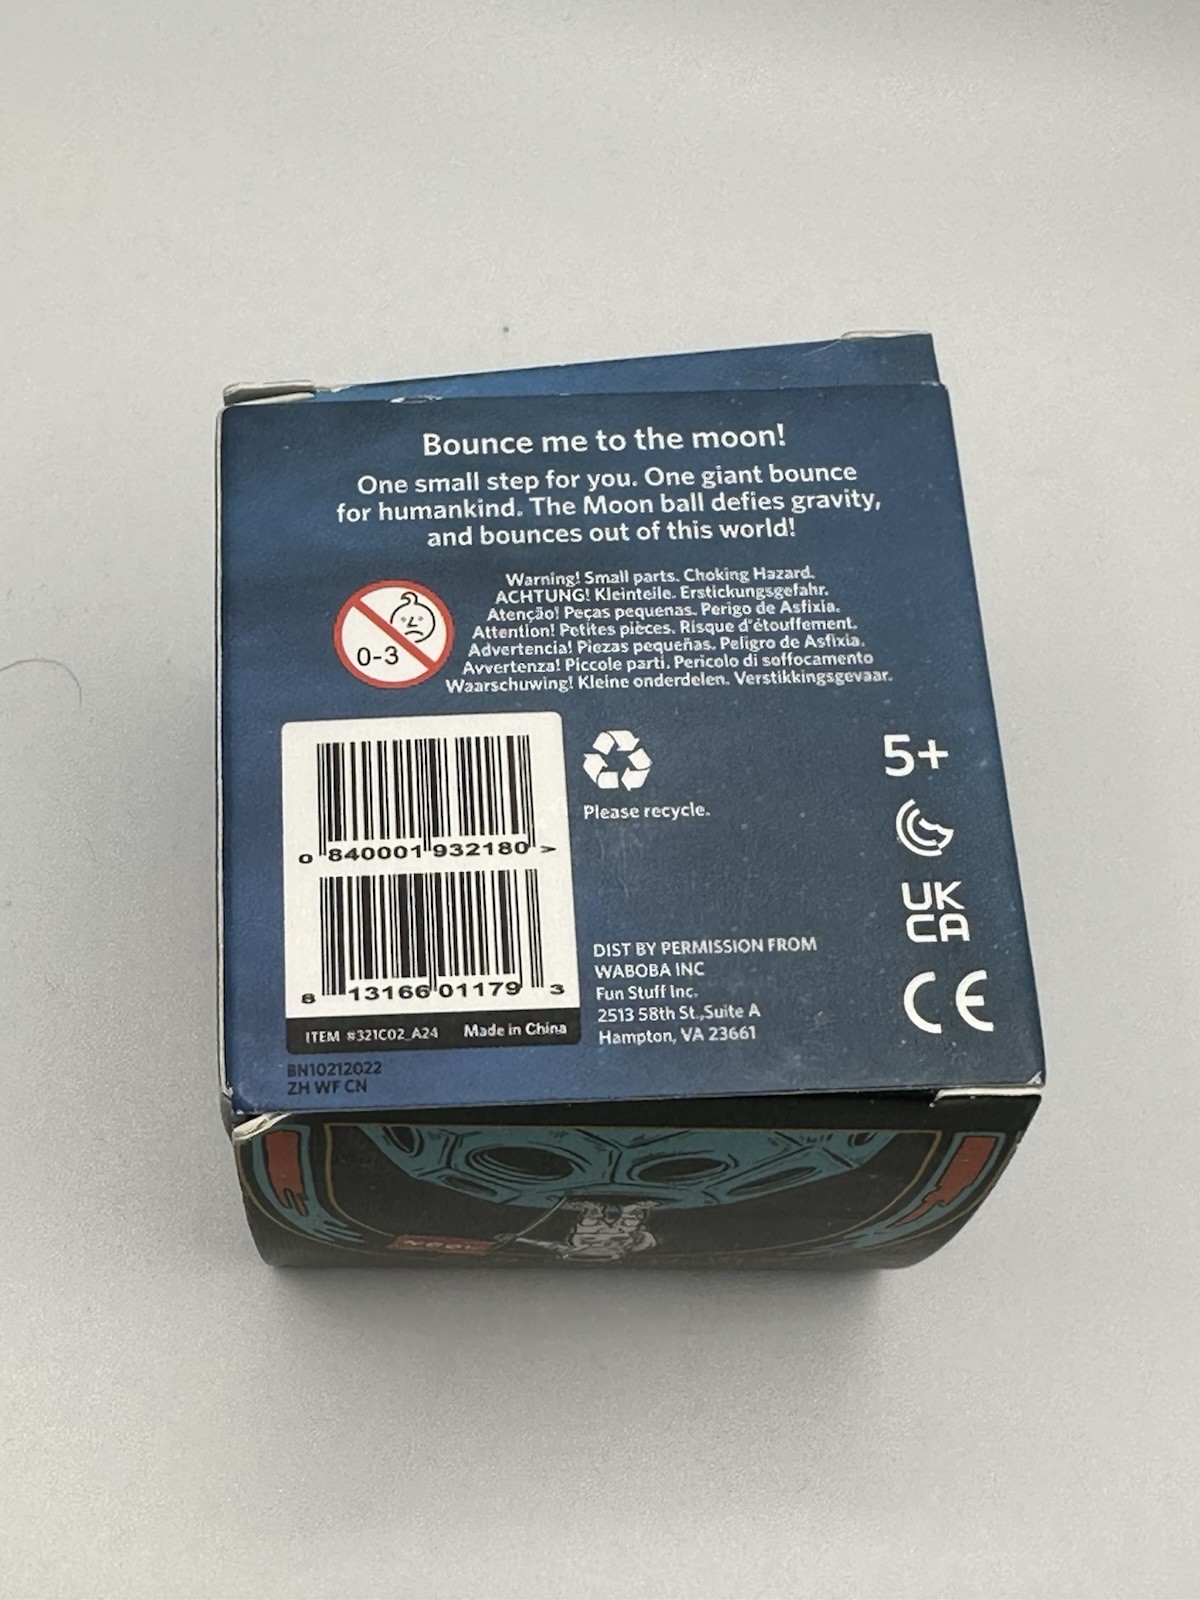 Bounce me to the moon!
One small step for you. One giant bounce
for humankind. The Moon ball defies gravity,
and bounces out of this world!
Warning! Small parts. Choking Hazard.
ACHTUNG! Kleinteile. Erstickungsgefahr.
Atenção! Peças pequenas. Perigo de Asfixia.
Attention! Petites pièces. Risque d'étouffement.
Advertencia! Piezas pequeñas. Peligro de Asfixia.
Avvertenza! Piccole parti. Pericolo di soffocamento
Waarschuwing! Kleine onderdelen. Verstikkingsgevaar.
0-3
0 840001 932180 >
8 13166 01179 3
ITEM #321C02_A24 Made in China
BN10212022
ZH WF CN
Please recycle.
DIST BY PERMISSION FROM
WABOBA INC
Fun Stuff Inc.
2513 58th St.,Suite A
Hampton, VA 23661
5+
UK
CA
CE